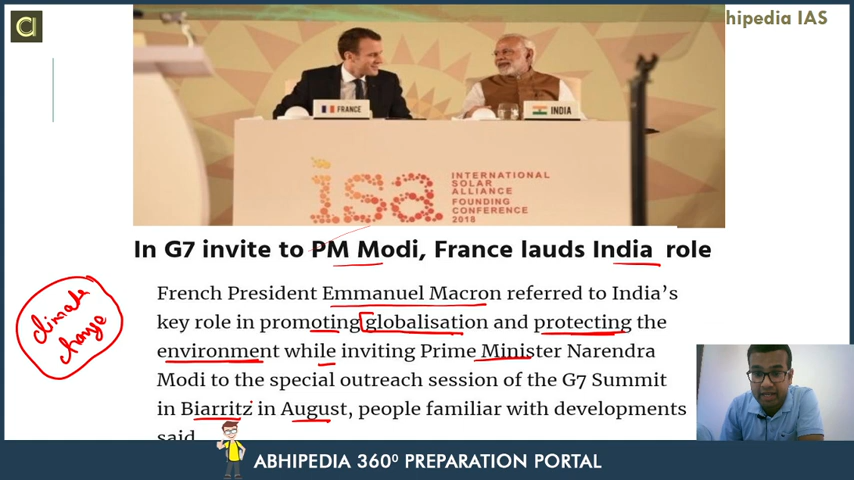 hipedia IAS
FRANCE
INDIA
isa
INTERNATIONAL
SOLAR
ALLIANCE
FOUNDING
CONFERENCE
2018
In G7 invite to PM Modi, France lauds India role
French President Emmanuel Macron referred to India’s
key role in promoting globalisation and protecting the
environment while inviting Prime Minister Narendra
Modi to the special outreach session of the G7 Summit
in Biarritz in August, people familiar with developments
said
climate
change
ABHIPEDIA 360⁰ PREPARATION PORTAL